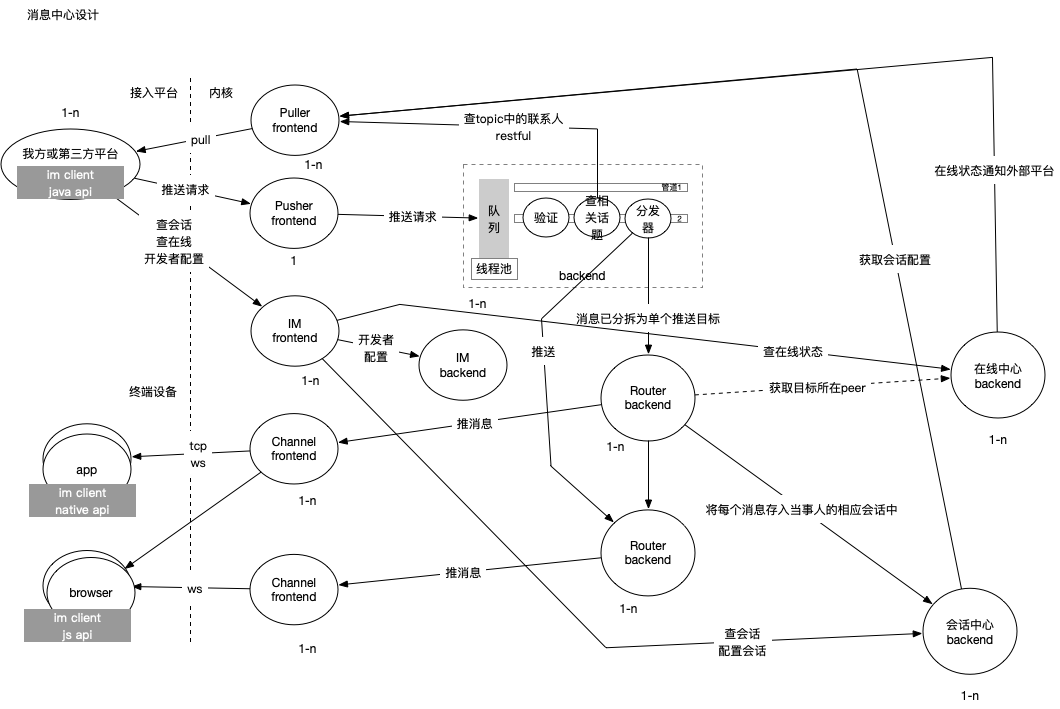 消息中心设计
接入平台
内核
1-n
我方或第三方平台
im client
java api
pull
Puller
frontend
1-n
推送请求
Pusher
frontend
1
推送请求
查topic中的联系人
restful
队
列
线程池
管道1
验证
查相
关话
题
分发
器
2
backend
1-n
查会话
查在线
开发者配置
IM
frontend
1-n
开发者
配置
IM
backend
消息已分拆为单个推送目标
推送
查在线状态
在线状态通知外部平台
获取会话配置
在线中心
backend
1-n
获取目标所在peer
Router
backend
1-n
推消息
终端设备
Channel
frontend
1-n
tcp
ws
app
im client
native api
将每个消息存入当事人的相应会话中
Router
backend
1-n
推消息
Channel
frontend
1-n
ws
browser
im client
js api
查会话
配置会话
会话中心
backend
1-n